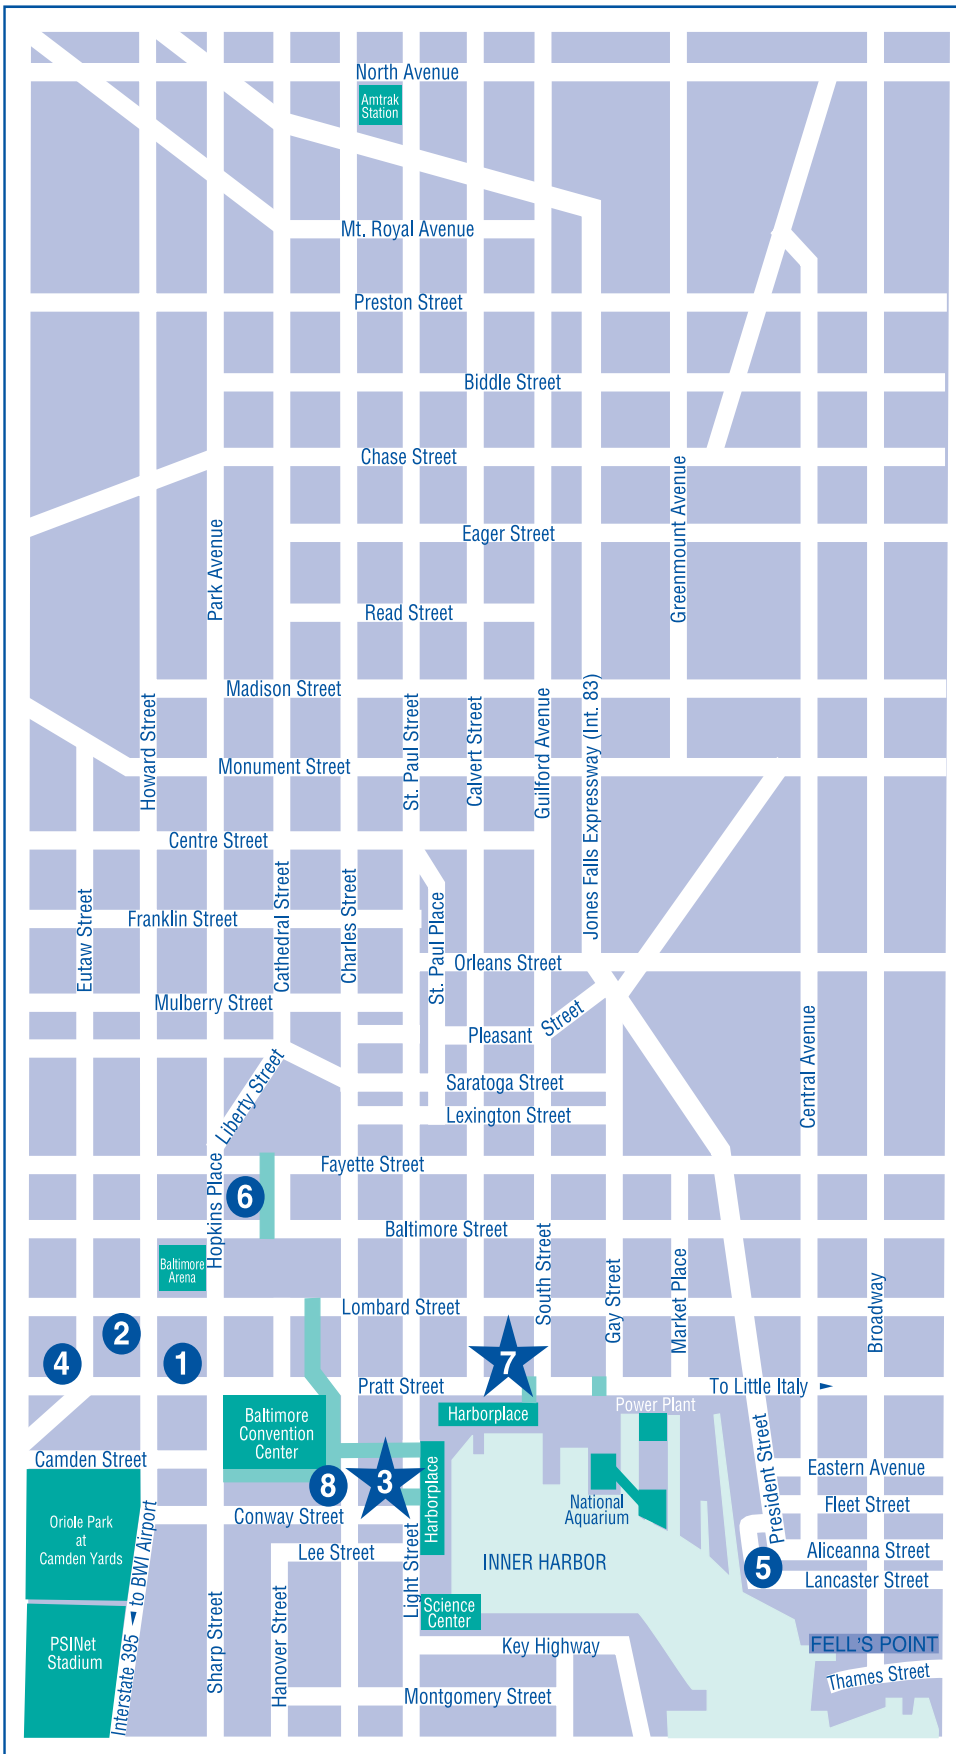 North Avenue
Amtrak
Station
Mt. Royal Avenue
Preston Street
Biddle Street
Chase Street
Greenmount Avenue
Eager Street
Park Avenue
Read Street
Madison Street
Howard Street
St. Paul Street
Calvert Street
Guilford Avenue
Jones Falls Expressway (Int. 83)
Monument Street
Centre Street
Eutaw Street
Franklin Street
Cathedral Street
Charles Street
St. Paul Place
Orleans Street
Mulberry Street
Pleasant Street
Central Avenue
Liberty Street
Saratoga Street
Lexington Street
Fayette Street
Hopkins Place
6
Baltimore Street
Baltimore
Arena
South Street
Gay Street
Market Place
Broadway
Lombard Street
2
4
1
7
Pratt Street
To Little Italy
Harborplace
Power Plant
Baltimore
Convention
Center
Camden Street
President Street
Eastern Avenue
8
3
Harborplace
National
Aquarium
Fleet Street
Conway Street
Oriole Park
at
Camden Yards
Interstate 395 to BWI Airport
Lee Street
Light Street
INNER HARBOR
5
Aliceanna Street
Lancaster Street
Sharp Street
Hanover Street
Science
Center
PSINet
Stadium
Key Highway
FELL'S POINT
Thames Street
Montgomery Street